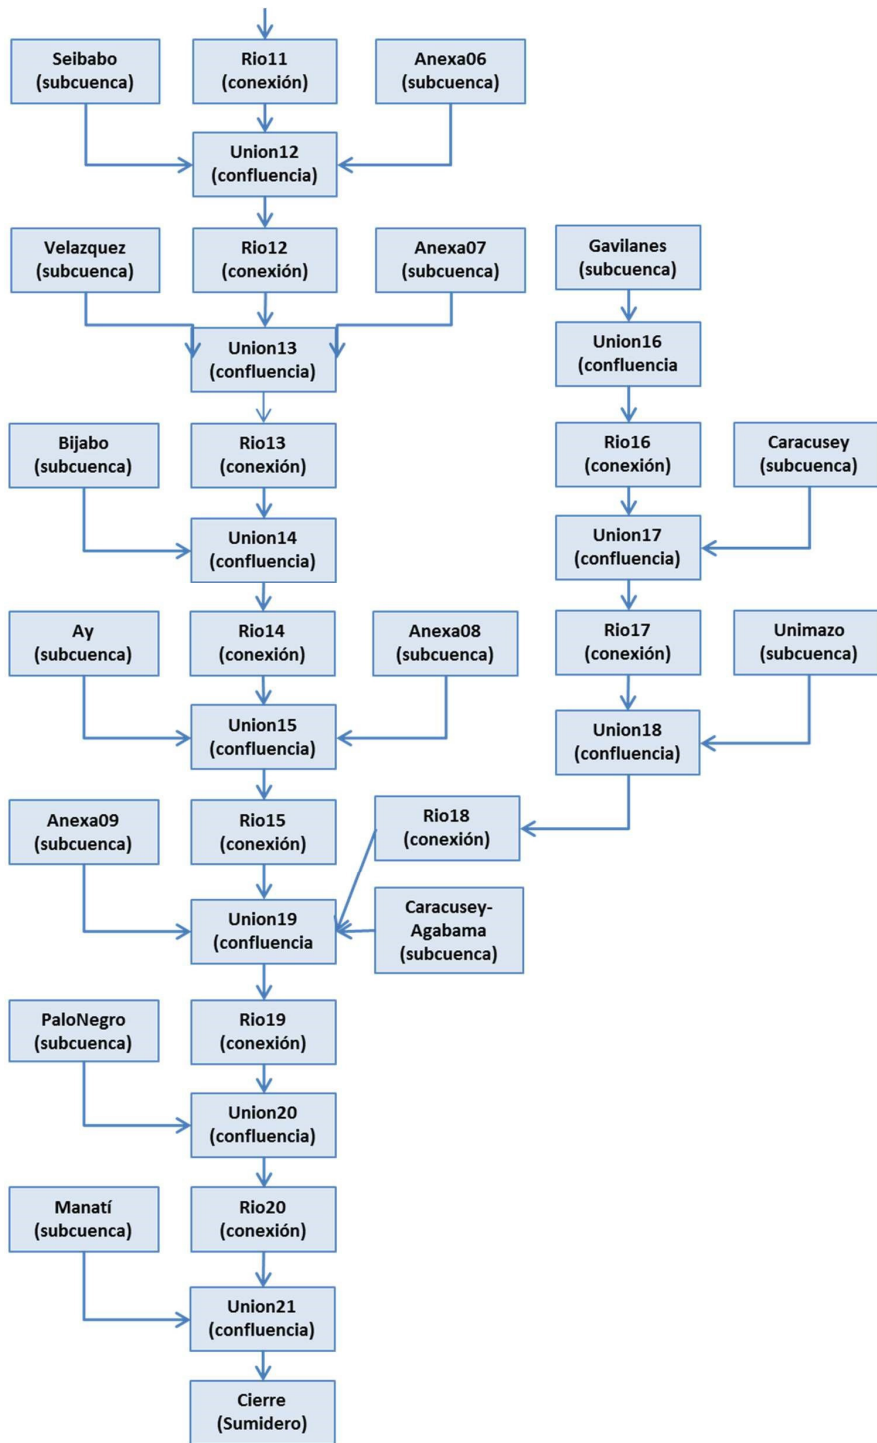 Seibabo
(subcuenca)
Rio11
(conexión)
Anexa06
(subcuenca)
Union12
(confluencia)
Velazquez
(subcuenca)
Rio12
(conexión)
Anexa07
(subcuenca)
Gavilanes
(subcuenca)
Union13
(confluencia)
Union16
(confluencia
Bijabo
(subcuenca)
Rio13
(conexión)
Rio16
(conexión)
Caracusey
(subcuenca)
Union14
(confluencia)
Union17
(confluencia)
Ay
(subcuenca)
Rio14
(conexión)
Anexa08
(subcuenca)
Rio17
(conexión)
Unimazo
(subcuenca)
Union15
(confluencia)
Union18
(confluencia)
Anexa09
(subcuenca)
Rio15
(conexión)
Rio18
(conexión)
Union19
(confluencia
Caracusey-
Agabama
(subcuenca)
PaloNegro
(subcuenca)
Rio19
(conexión)
Union20
(confluencia)
Manatí
(subcuenca)
Rio20
(conexión)
Union21
(confluencia)
Cierre
(Sumidero)